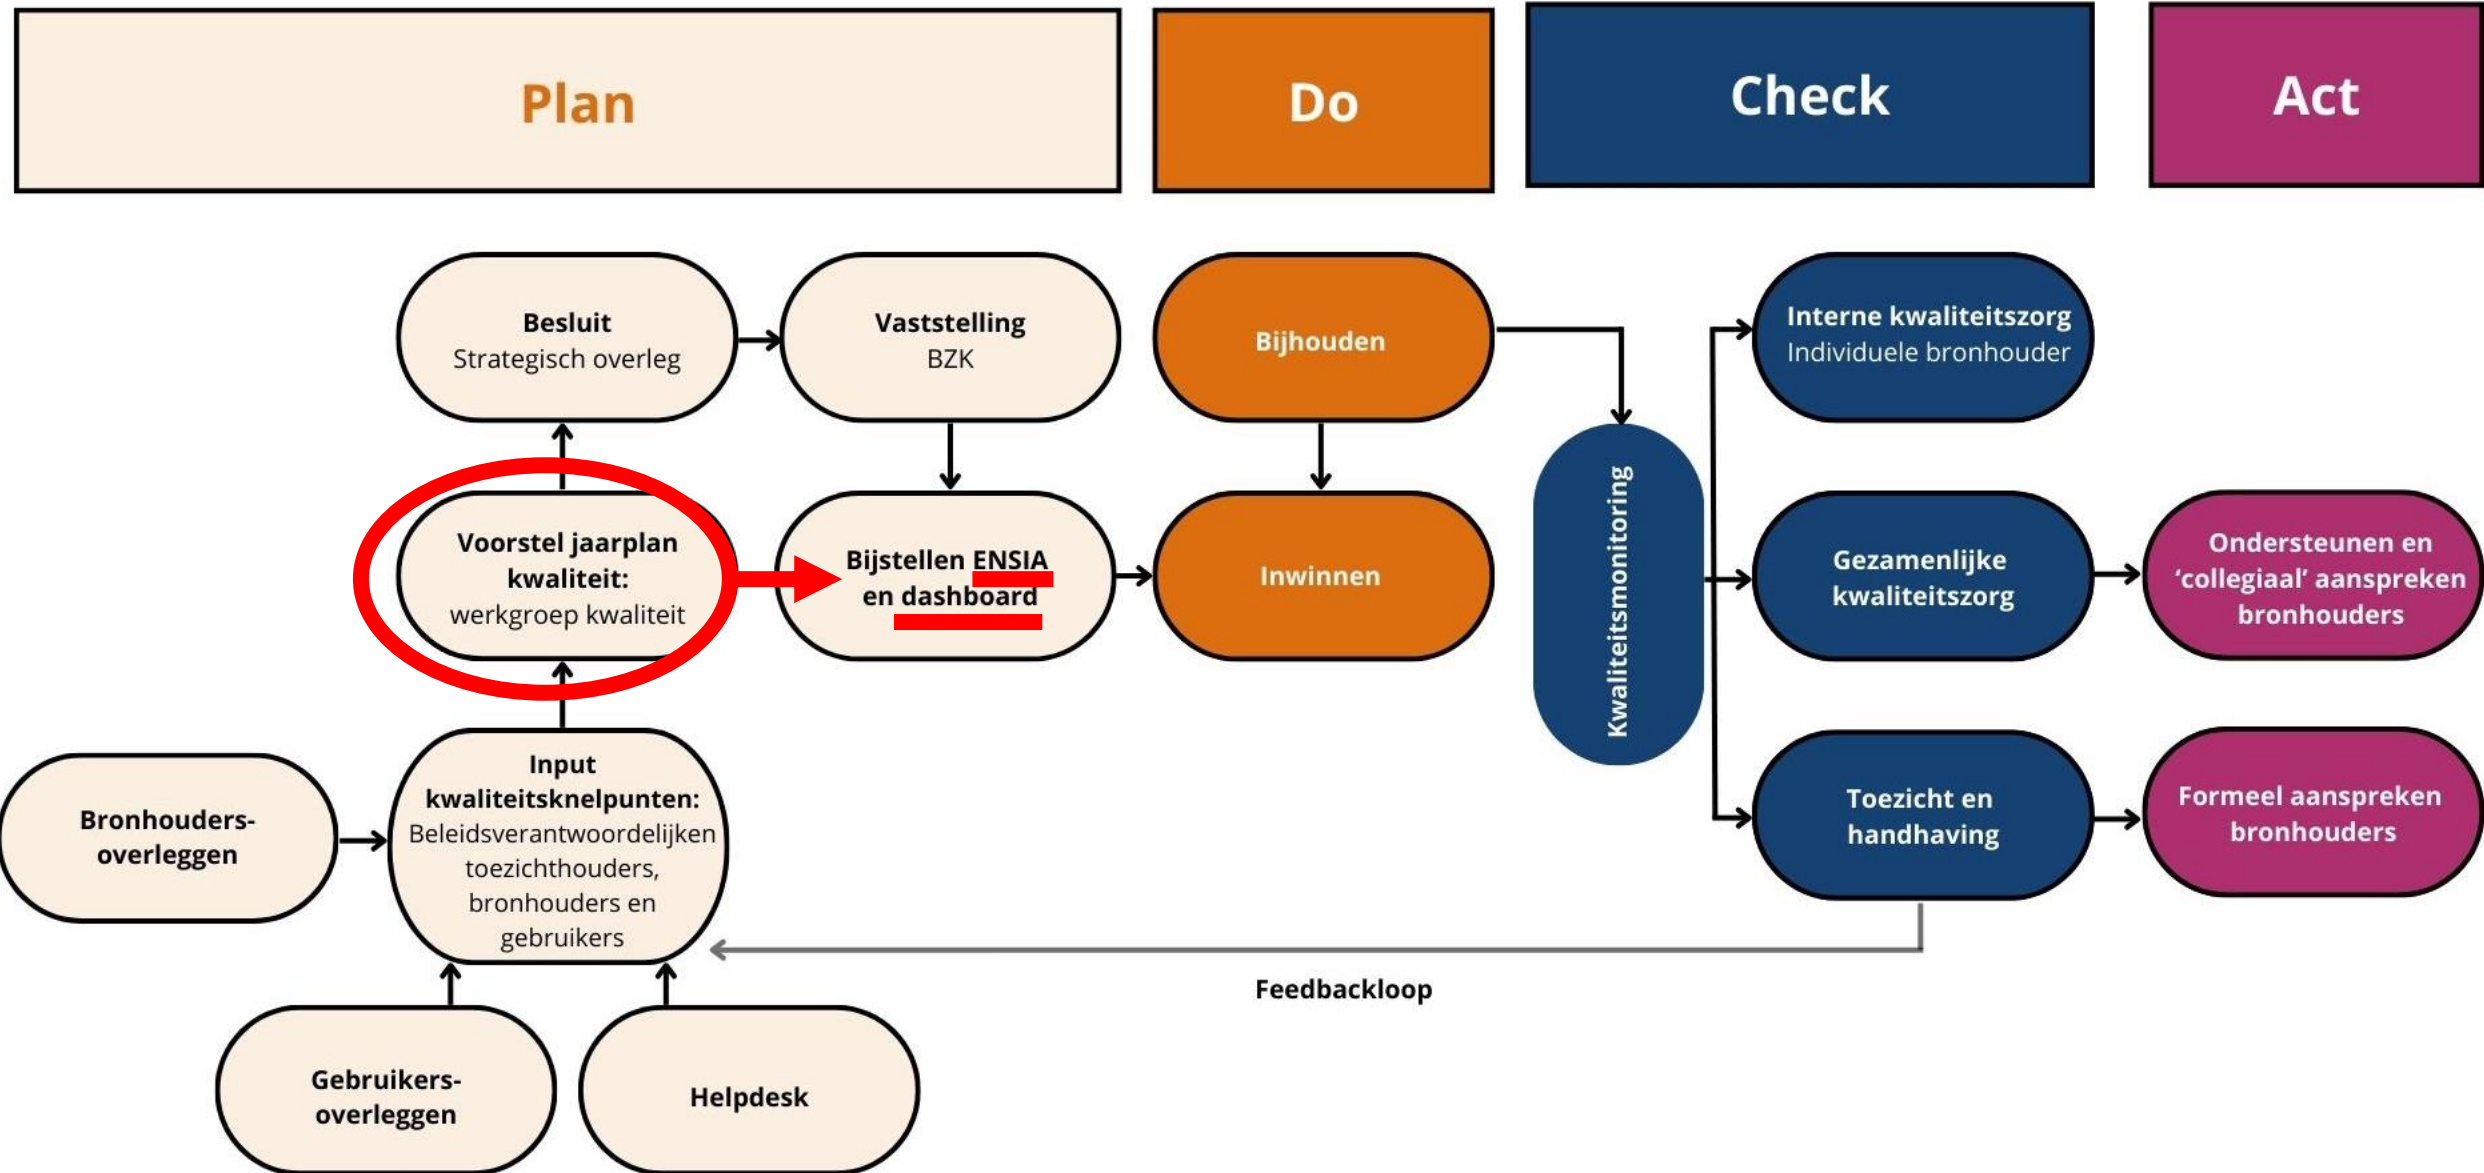 Plan
Do
Check
Act
Besluit
Strategisch overleg
Vaststelling
BZK
Bijhouden
Interne kwaliteitszorg
Individuele bronhouder
Voorstel jaarplan
kwaliteit:
werkgroep kwaliteit
Bijstellen ENSIA
en dashboard
Inwinnen
Kwaliteitsmonitoring
Gezamenlijke
kwaliteitszorg
Ondersteunen en
‘collegiaal’ aanspreken
bronhouders
Bronhouders-
overleggen
Input
kwaliteitsknelpunten:
Beleidsverantwoordelijken
toezichthouders,
bronhouders en
gebruikers
Toezicht en
handhaving
Formeel aanspreken
bronhouders
Feedbackloop
Gebruikers-
overleggen
Helpdesk